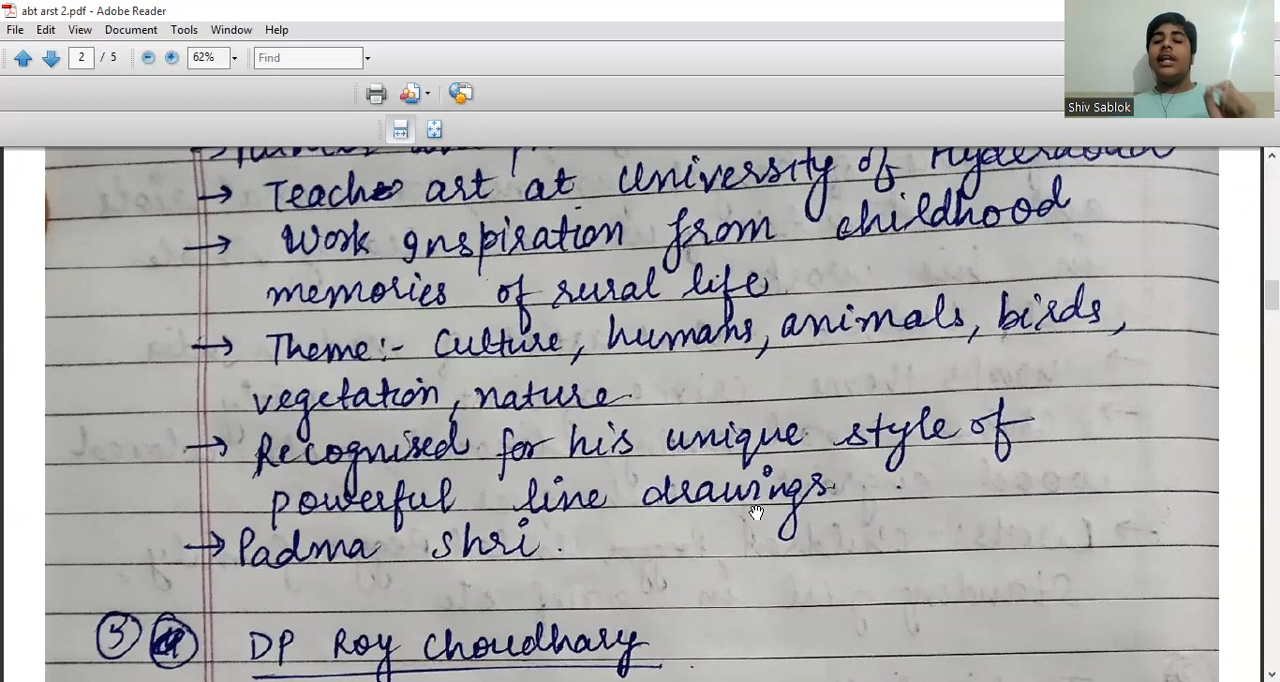 abt arst 2.pdf - Adobe Reader
File Edit View Document Tools Window Help
2 / 5 62% Find
Shiv Sablok
→ Teach art at University of Hyderabad
→ Work Inspiration from childhood
memories of rural life
→ Theme:- Culture, humans, animals, birds,
vegetation, nature
→ Recognised for his unique style of
powerful line drawings.
→ Padma Shri.
3 DP Roy Choudhary